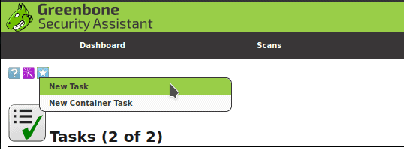 Greenbone
Security Assistant
Dashboard Scans
?
New Task
New Container Task
Tasks (2 of 2)